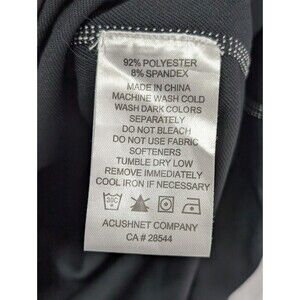 92% POLYESTER
8% SPANDEX
MADE IN CHINA
MACHINE WASH COLD
WASH DARK COLORS
SEPARATELY
DO NOT BLEACH
DO NOT USE FABRIC
SOFTENERS
TUMBLE DRY LOW
REMOVE IMMEDIATELY
COOL IRON IF NECESSARY
30C
ACUSHNET COMPANY
CA # 28544